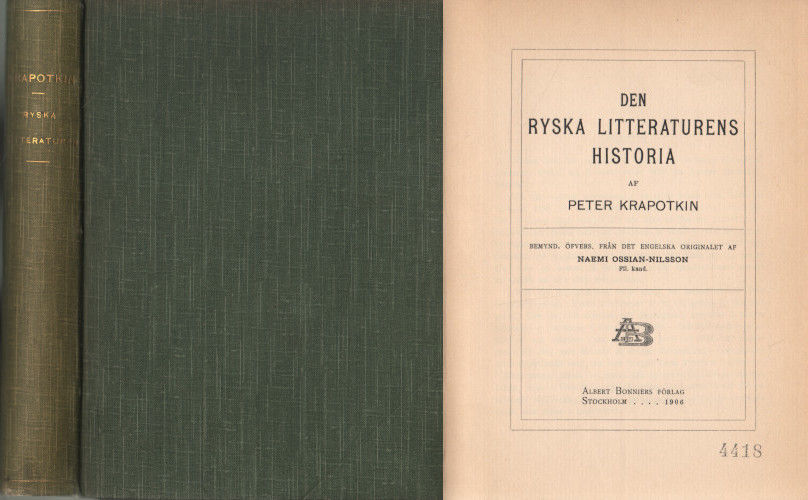 KRAPOTKIN
RYSKA
DEN
RYSKA LITTERATURENS
HISTORIA
AF
PETER KRAPOTKIN
BEMYND. ÖFVERS. FRÅN DET ENGELSKA ORIGINALET AF
NAEMI OSSIAN-NILSSON
Fil. kand.
AB
ALBERT BONNIERS FÖRLAG
STOCKHOLM .... 1906
4418